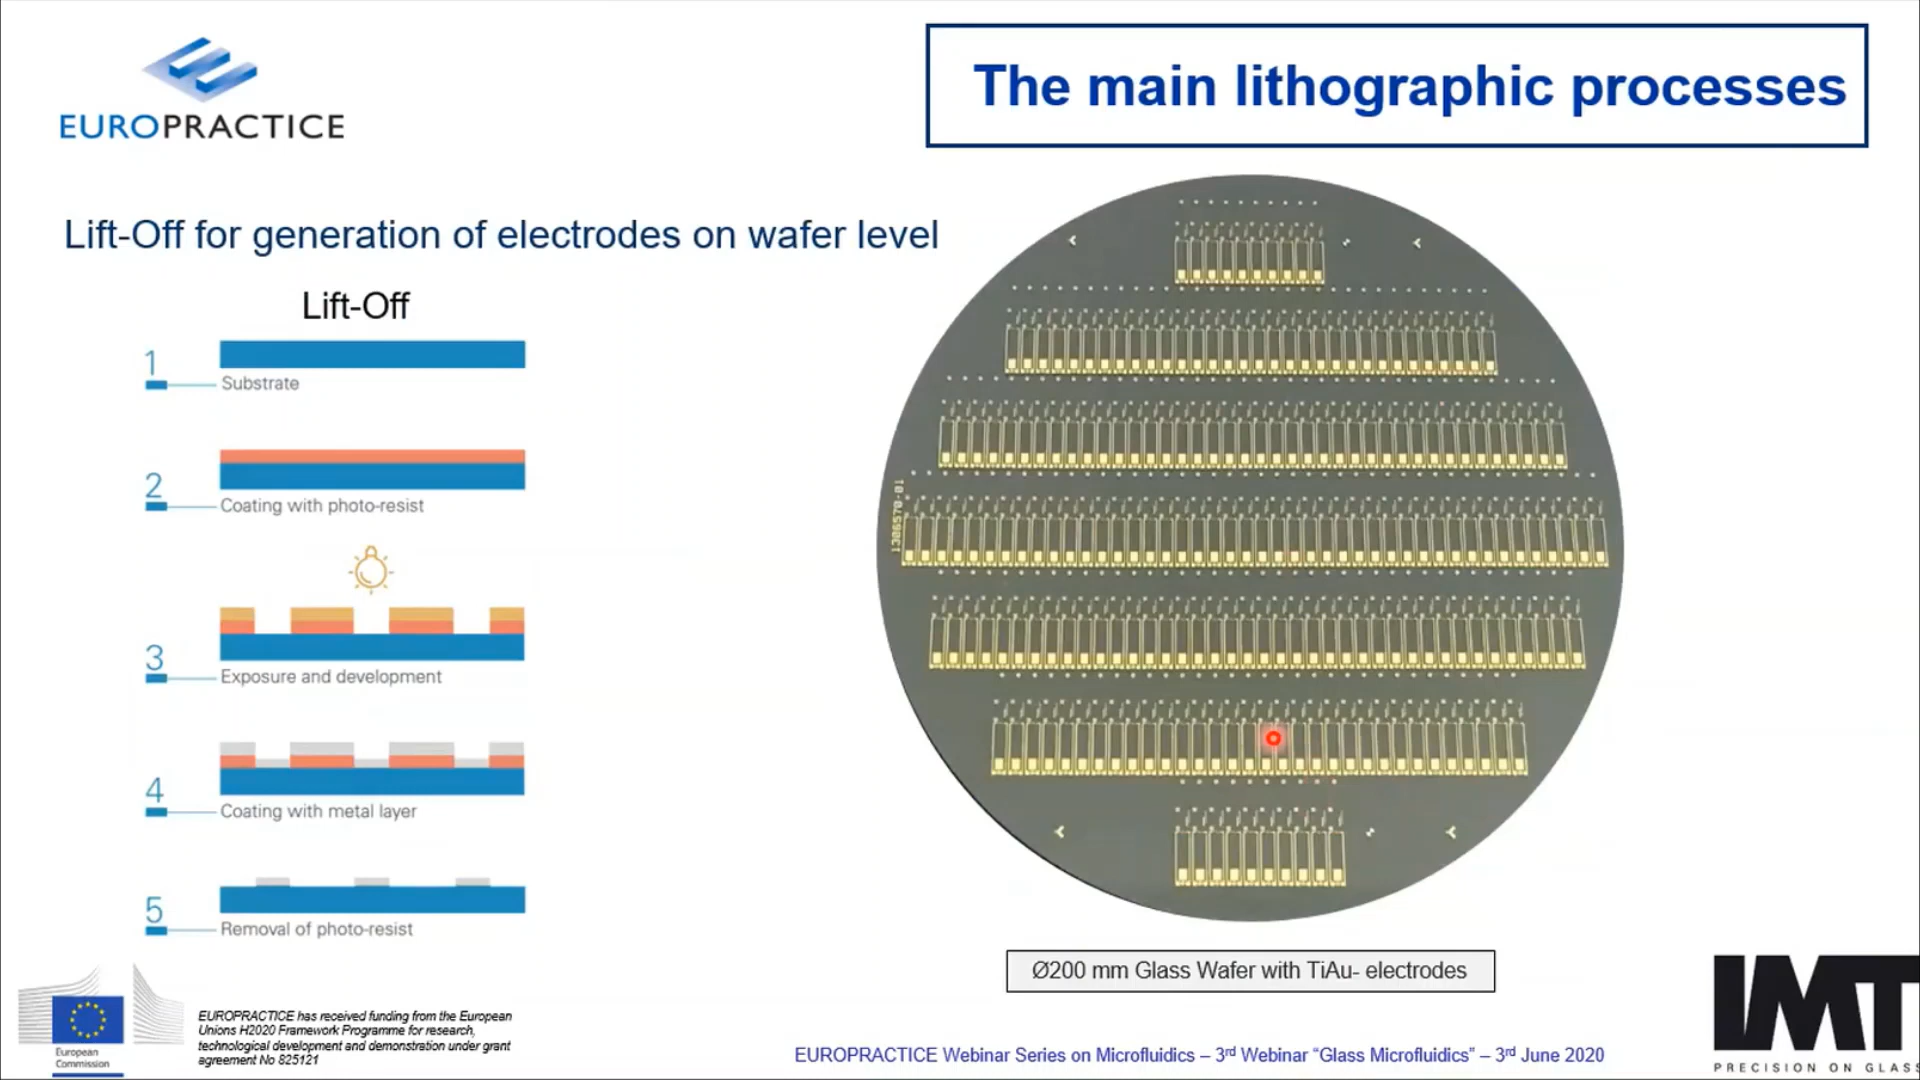 EUROPRACTICE
The main lithographic processes
Lift-Off for generation of electrodes on wafer level
Lift-Off
1
Substrate
2
Coating with photo-resist
3
Exposure and development
4
Coating with metal layer
5
Removal of photo-resist
1306570-01
Ø200 mm Glass Wafer with TiAu- electrodes
European
Commission
EUROPRACTICE has received funding from the European
Unions H2020 Framework Programme for research,
technological development and demonstration under grant
agreement No 825121
EUROPRACTICE Webinar Series on Microfluidics – 3rd Webinar “Glass Microfluidics” – 3rd June 2020
IMT
PRECISION ON GLASS